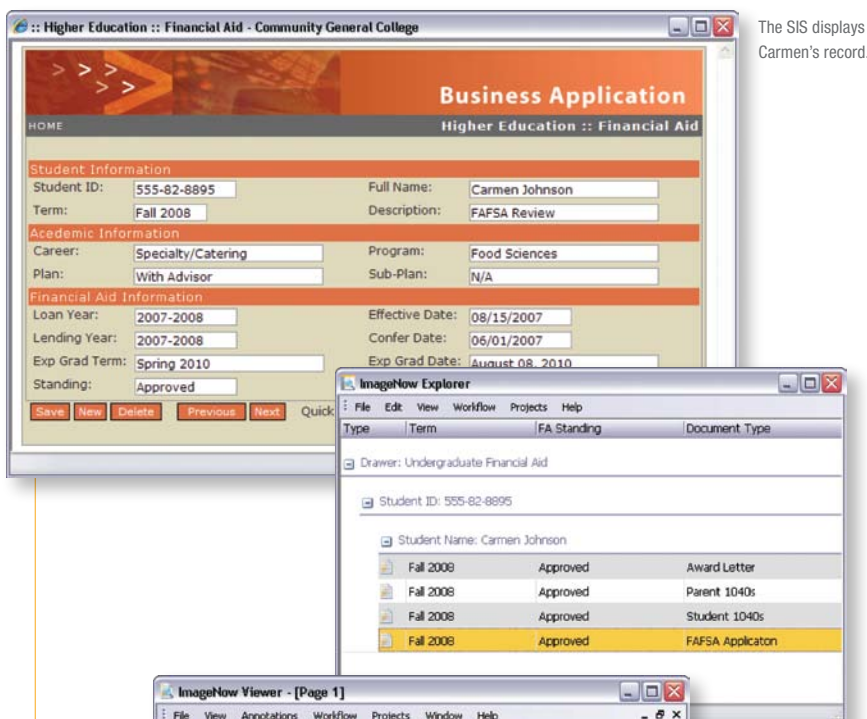 :: Higher Education :: Financial Aid - Community General College
The SIS displays
Carmen's record.
> > > > >
Business Application
HOME
Higher Education :: Financial Aid
Student Information
Student ID: 555-82-8895 Full Name: Carmen Johnson
Term: Fall 2008 Description: FAFSA Review
Acedemic Information
Career: Specialty/Catering Program: Food Sciences
Plan: With Advisor Sub-Plan: N/A
Financial Aid Information
Loan Year: 2007-2008 Effective Date: 08/15/2007
Lending Year: 2007-2008 Confer Date: 06/01/2007
Exp Grad Term: Spring 2010 Exp Grad Date: August 08, 2010
Standing: Approved
Save New Delete Previous Next Quick
ImageNow Explorer
File Edit View Workflow Projects Help
Type Term FA Standing Document Type
Drawer: Undergraduate Financial Aid
Student ID: 555-82-8895
Student Name: Carmen Johnson
Fall 2008 Approved Award Letter
Fall 2008 Approved Parent 1040s
Fall 2008 Approved Student 1040s
Fall 2008 Approved FAFSA Applicaton
ImageNow Viewer - [Page 1]
File View Annotations Workflow Projects Window Help